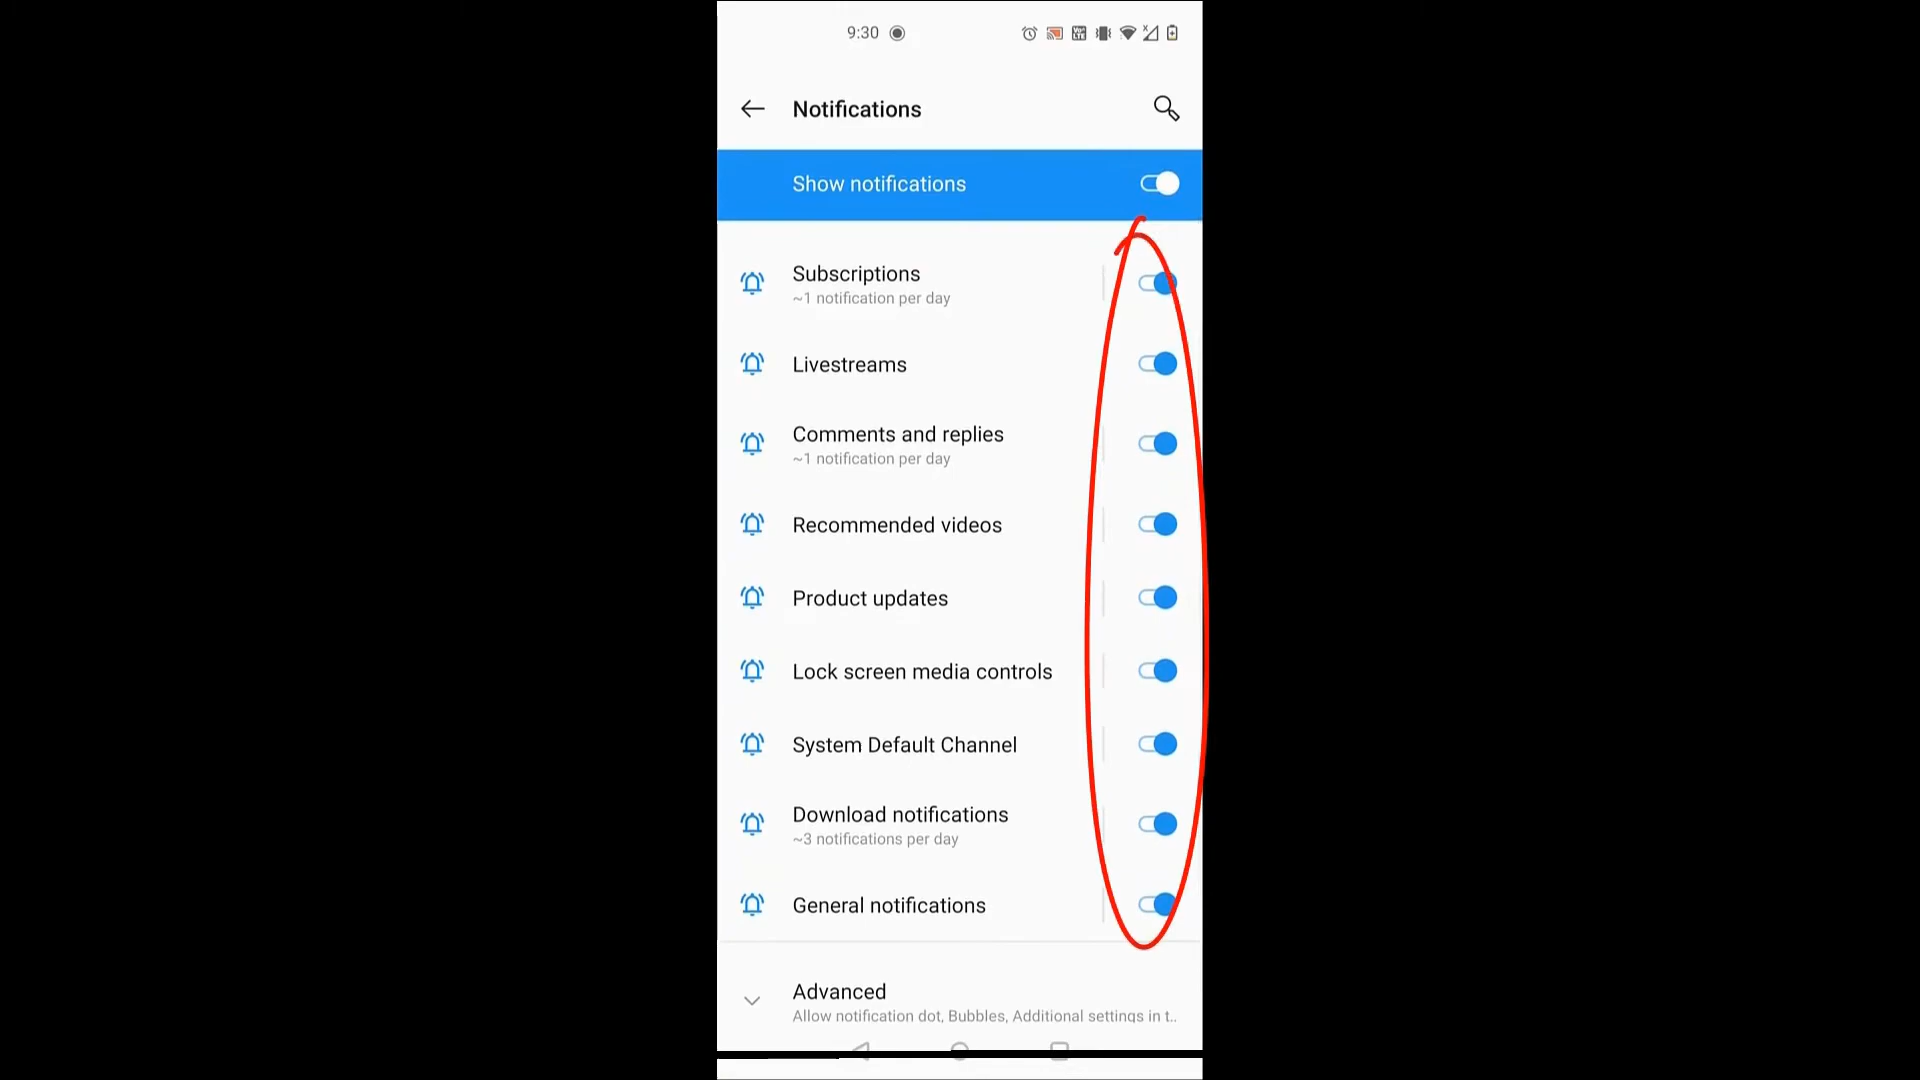 9:30
Notifications
Show notifications
Subscriptions
~1 notification per day
Livestreams
Comments and replies
~1 notification per day
Recommended videos
Product updates
Lock screen media controls
System Default Channel
Download notifications
~3 notifications per day
General notifications
Advanced
Allow notification dot, Bubbles, Additional settings in t..